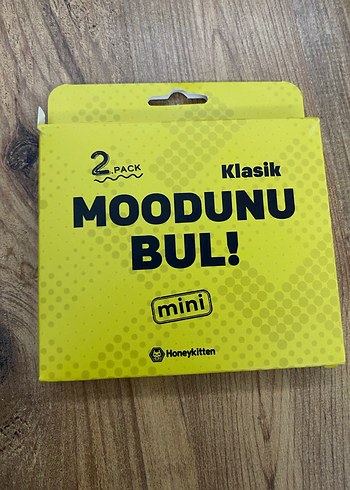 2 PACK
Klasik
MOODUNU
BUL!
mini
Honeykitten